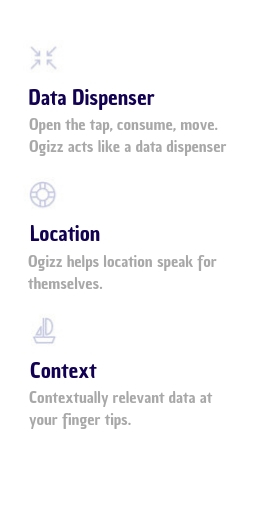 Data Dispenser
Open the tap, consume, move.
Ogizz acts like a data dispenser
Location
Ogizz helps location speak for
themselves.
Context
Contextually relevant data at
your finger tips.